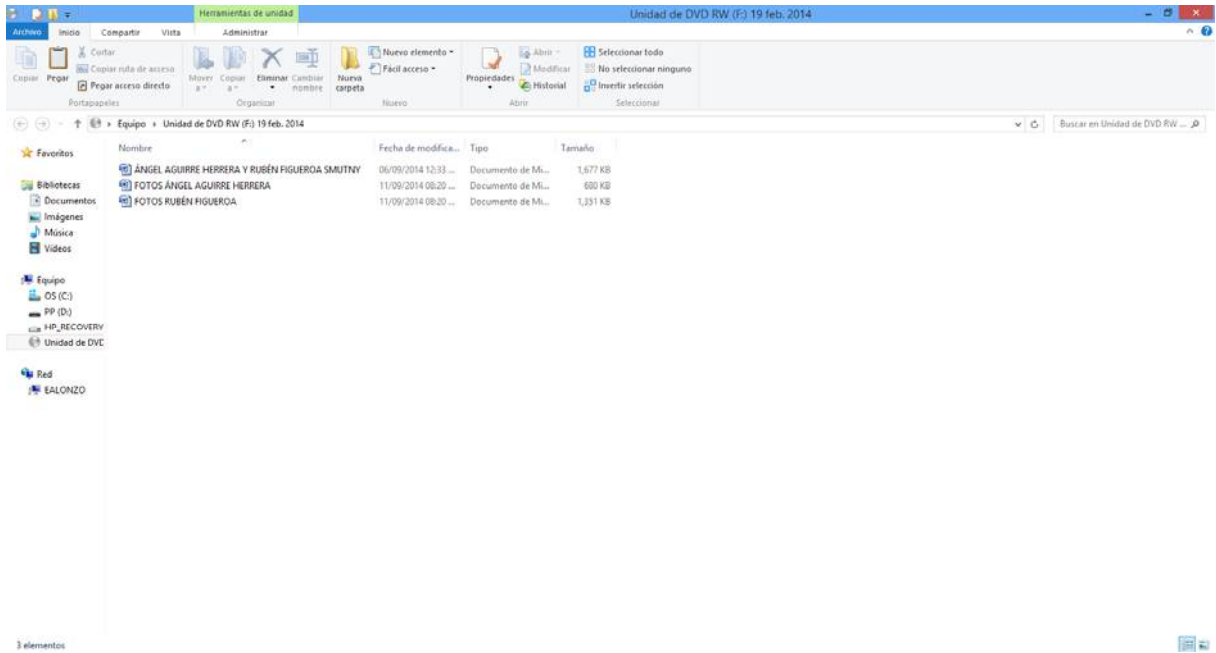 Herramientas de unidad
Unidad de DVD RW (F:) 19 feb. 2014
Archivo Inicio Compartir Vista Administrar
Copiar
Pegar
Cortar
Copiar ruta de acceso
Pegar acceso directo
Portapapeles
Mover a
Copiar a
Eliminar
Cambiar nombre
Organizar
Nueva carpeta
Nuevo elemento
Fácil acceso
Nuevo
Propiedades
Abrir
Modificar
Historial
Abrir
Seleccionar todo
No seleccionar ninguno
Invertir selección
Seleccionar
Equipo Unidad de DVD RW (F:) 19 feb. 2014
Buscar en Unidad de DVD RW ...
Nombre Fecha de modifica... Tipo Tamaño
ÁNGEL AGUIRRE HERRERA Y RUBÉN FIGUEROA SMUTNY 06/09/2014 12:33 ... Documento de Mi... 1,677 KB
FOTOS ÁNGEL AGUIRRE HERRERA 11/09/2014 08:20 ... Documento de Mi... 680 KB
FOTOS RUBÉN FIGUEROA 11/09/2014 08:20 ... Documento de Mi... 1,391 KB
Favoritos
Bibliotecas
Documentos
Imágenes
Música
Vídeos
Equipo
OS (C:)
PP (D:)
HP_RECOVERY
Unidad de DVD
Red
EALONZO
3 elementos